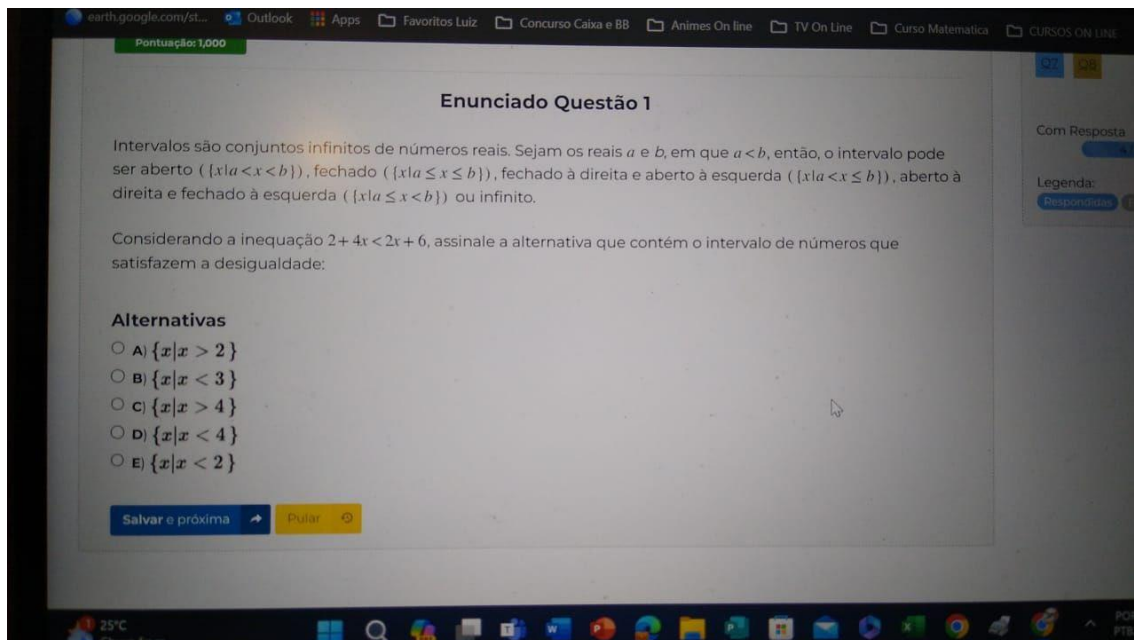 earth.google.com/st... Outlook Apps Favoritos Luiz Concurso Caixa e BB Animes On line TV On Line Curso Matematica CURSOS ON LINE
Pontuação: 1,000
Q7 Q8
Enunciado Questão 1
Com Resposta
Intervalos são conjuntos infinitos de números reais. Sejam os reais a e b, em que a < b, então, o intervalo pode
ser aberto ({x|a < x < b}), fechado ({x|a ≤ x ≤ b}), fechado à direita e aberto à esquerda ({x|a < x ≤ b}), aberto à
direita e fechado à esquerda ({x|a ≤ x < b}) ou infinito.
Legenda:
Respondidas
Considerando a inequação 2 + 4x < 2x + 6, assinale a alternativa que contém o intervalo de números que
satisfazem a desigualdade:
Alternativas
A) {x|x > 2}
B) {x|x < 3}
C) {x|x > 4}
D) {x|x < 4}
E) {x|x < 2}
Salvar e próxima Pular
1 25°C